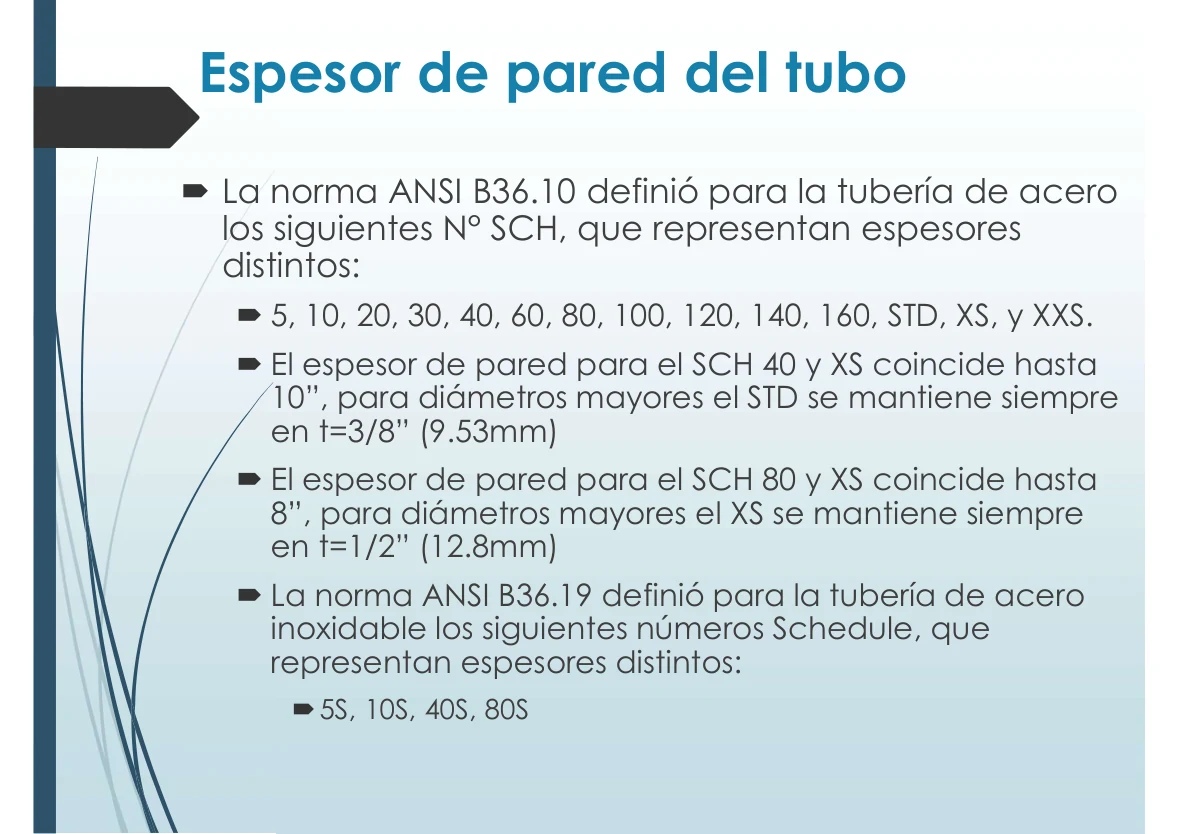 Espesor de pared del tubo
La norma ANSI B36.10 definió para la tubería de acero
los siguientes N° SCH, que representan espesores
distintos:
5, 10, 20, 30, 40, 60, 80, 100, 120, 140, 160, STD, XS, y XXS.
El espesor de pared para el SCH 40 y XS coincide hasta
10”, para diámetros mayores el STD se mantiene siempre
en t=3/8” (9.53mm)
El espesor de pared para el SCH 80 y XS coincide hasta
8”, para diámetros mayores el XS se mantiene siempre
en t=1/2” (12.8mm)
La norma ANSI B36.19 definió para la tubería de acero
inoxidable los siguientes números Schedule, que
representan espesores distintos:
5S, 10S, 40S, 80S